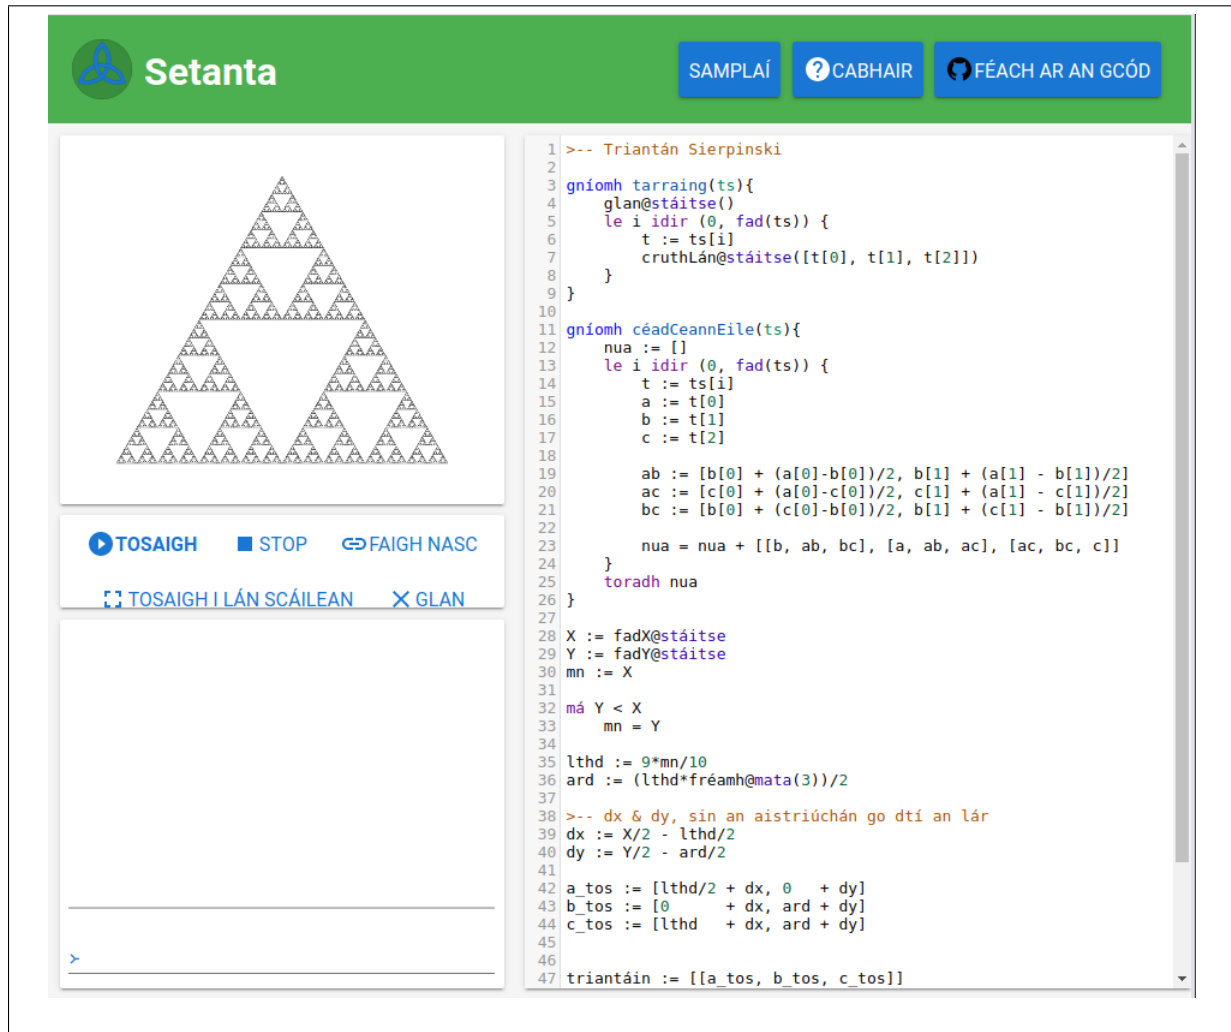 Setanta
SAMPLAÍ
CABHAIR
FÉACH AR AN GCÓD
TOSAIGH
STOP
FAIGH NASC
TOSAIGH I LÁN SCÁILEAN
GLAN
1 >-- Triantán Sierpinski
2
3 gníomh tarraing(ts){
4     glan@stáitse()
5     le i idir (0, fad(ts)) {
6         t := ts[i]
7         cruthLán@stáitse([t[0], t[1], t[2]])
8     }
9 }
10
11 gníomh céadCeannEile(ts){
12     nua := []
13     le i idir (0, fad(ts)) {
14         t := ts[i]
15         a := t[0]
16         b := t[1]
17         c := t[2]
18
19         ab := [b[0] + (a[0]-b[0])/2, b[1] + (a[1] - b[1])/2]
20         ac := [c[0] + (a[0]-c[0])/2, c[1] + (a[1] - c[1])/2]
21         bc := [b[0] + (c[0]-b[0])/2, b[1] + (c[1] - b[1])/2]
22
23         nua = nua + [[b, ab, bc], [a, ab, ac], [ac, bc, c]]
24     }
25     toradh nua
26 }
27
28 X := fadX@stáitse
29 Y := fadY@stáitse
30 mn := X
31
32 má Y < X
33     mn = Y
34
35 lthd := 9*mn/10
36 ard := (lthd*fréamh@mata(3))/2
37
38 >-- dx & dy, sin an aistriúchán go dtí an lár
39 dx := X/2 - lthd/2
40 dy := Y/2 - ard/2
41
42 a_tos := [lthd/2 + dx, 0   + dy]
43 b_tos := [0      + dx, ard + dy]
44 c_tos := [lthd   + dx, ard + dy]
45
46
47 triantáin := [[a_tos, b_tos, c_tos]]